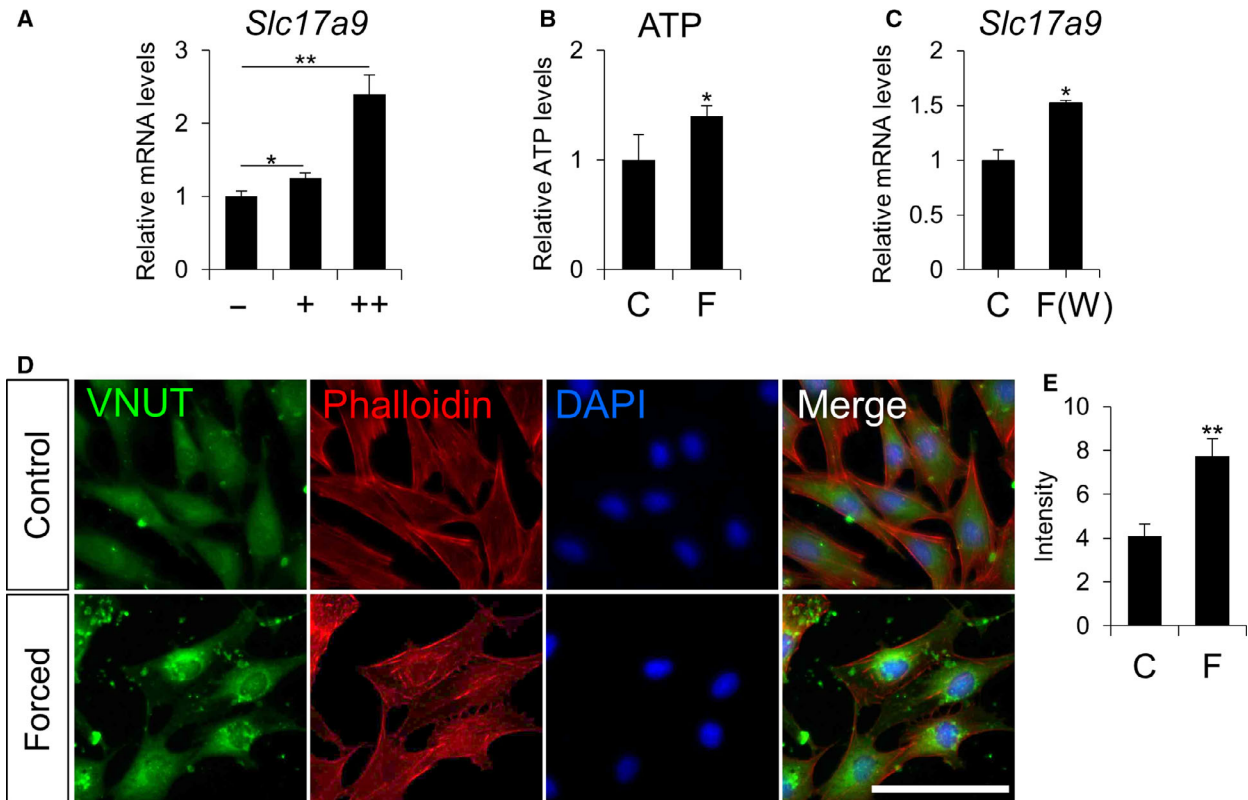 A
Slc17a9
Relative mRNA levels
3
2
1
0
**
*
– + ++
B
ATP
Relative ATP levels
2
1
0
*
C F
C
Slc17a9
Relative mRNA levels
2
1.5
1
0.5
0
*
C F(W)
D
VNUT Phalloidin DAPI Merge
Control
Forced
E
Intensity
10
8
6
4
2
0
**
C F